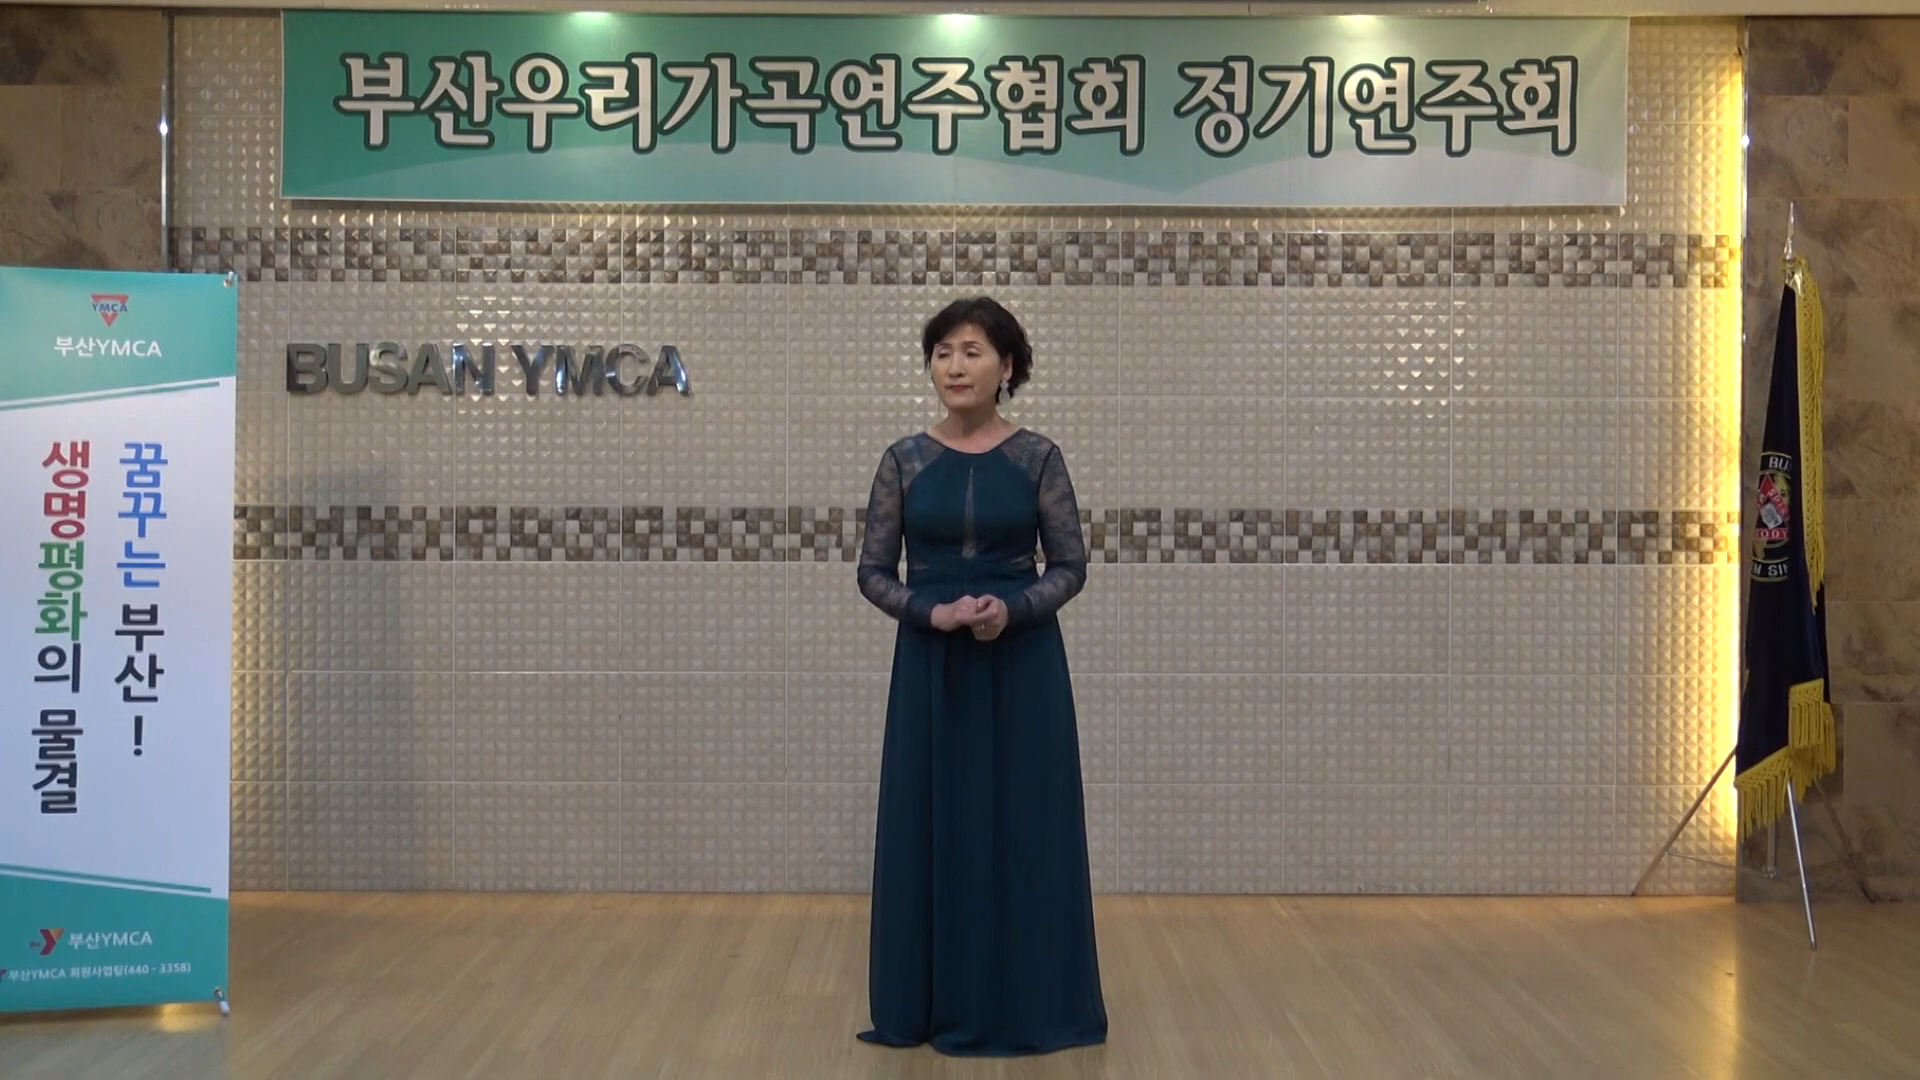 부산우리가곡연주협회 정기연주회
BUSAN YMCA
YMCA
부산YMCA
꿈꾸는 부산!
생명평화의 물결
the Y 부산YMCA
부산YMCA 회원사업팀(440 - 3358)
BU